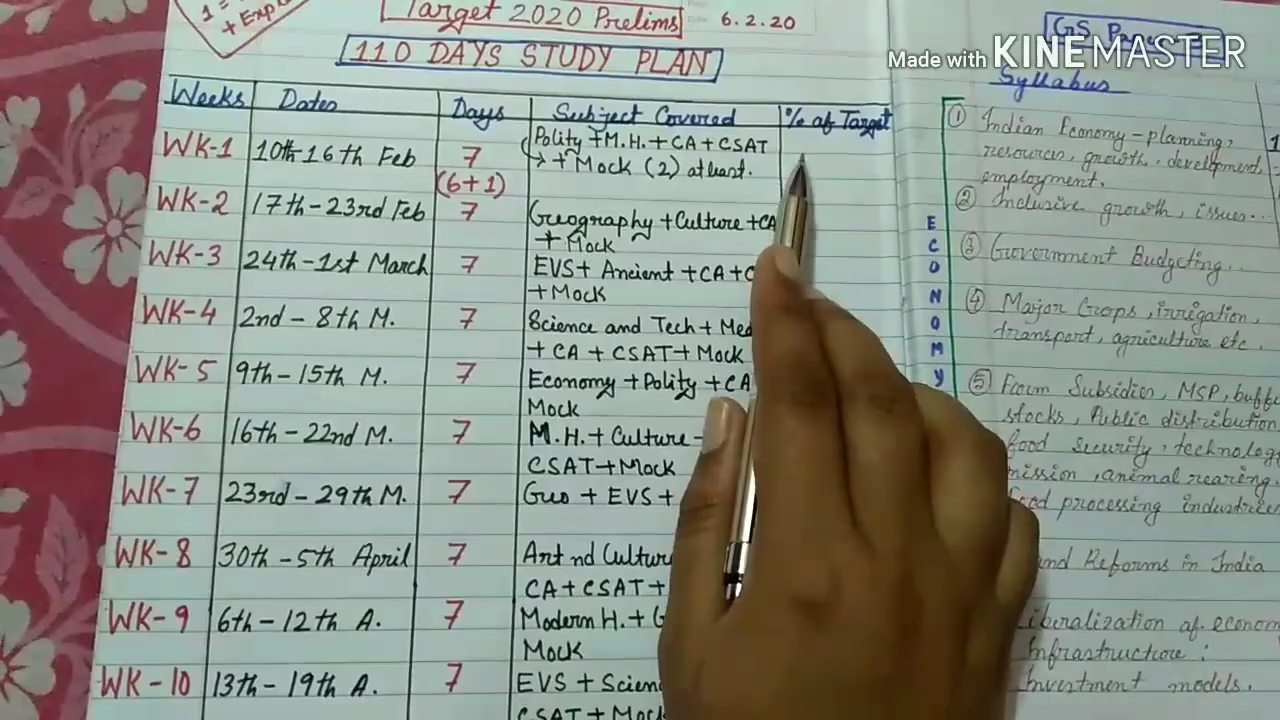 1 =
+ Exp
Target 2020 Prelims
6.2.20
110 DAYS STUDY PLAN
Made with KINEMASTER
Weeks Dates Days Subject Covered % of Target
WK-1 10th-16th Feb 7 Polity + M.H. + CA + CSAT
(6+1) → + Mock (2) atleast.
WK-2 17th-23rd Feb 7 Geography + Culture + CA
+ Mock
WK-3 24th-1st March 7 EVS + Ancient + CA +
+ Mock
WK-4 2nd-8th M. 7 Science and Tech +
+ CA + CSAT + Mock
WK-5 9th-15th M. 7 Economy + Polity + CA
Mock
WK-6 16th-22nd M. 7 M.H. + Culture
CSAT + Mock
WK-7 23rd-29th M. 7 Geo + EVS +
WK-8 30th-5th April 7 Art nd Culture
CA + CSAT +
WK-9 6th-12th A. 7 Modern H. +
Mock
WK-10 13th-19th A. 7 EVS +
CSAT + Mock
GS
Syllabus
ECONOMY
① Indian Economy - planning,
resources, growth, development,
employment.
② Inclusive growth, issues...
③ Government Budgeting..
④ Major Crops, irrigation,
transport, agriculture etc.
⑤ Farm Subsidies, MSP,
stocks, Public distribution
food security, technology
mission, animal rearing,
food processing industries
Reforms in India
infrastructure:
investment models.